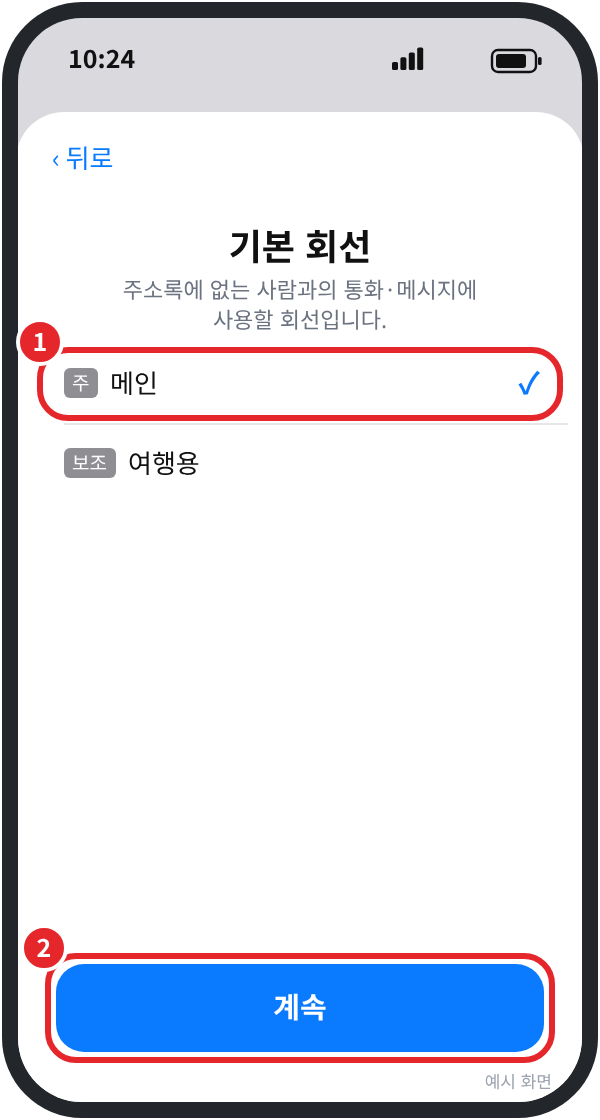 10:24
‹ 뒤로
기본 회선
주소록에 없는 사람과의 통화·메시지에
사용할 회선입니다.
1
주 메인 ✓
보조 여행용
2
계속
예시 화면